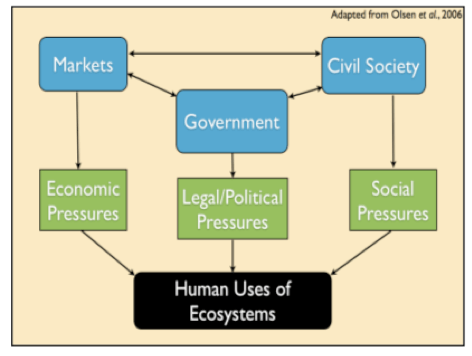 Adapted from Olsen et al., 2006
Markets
Civil Society
Government
Economic
Pressures
Legal/Political
Pressures
Social
Pressures
Human Uses of
Ecosystems